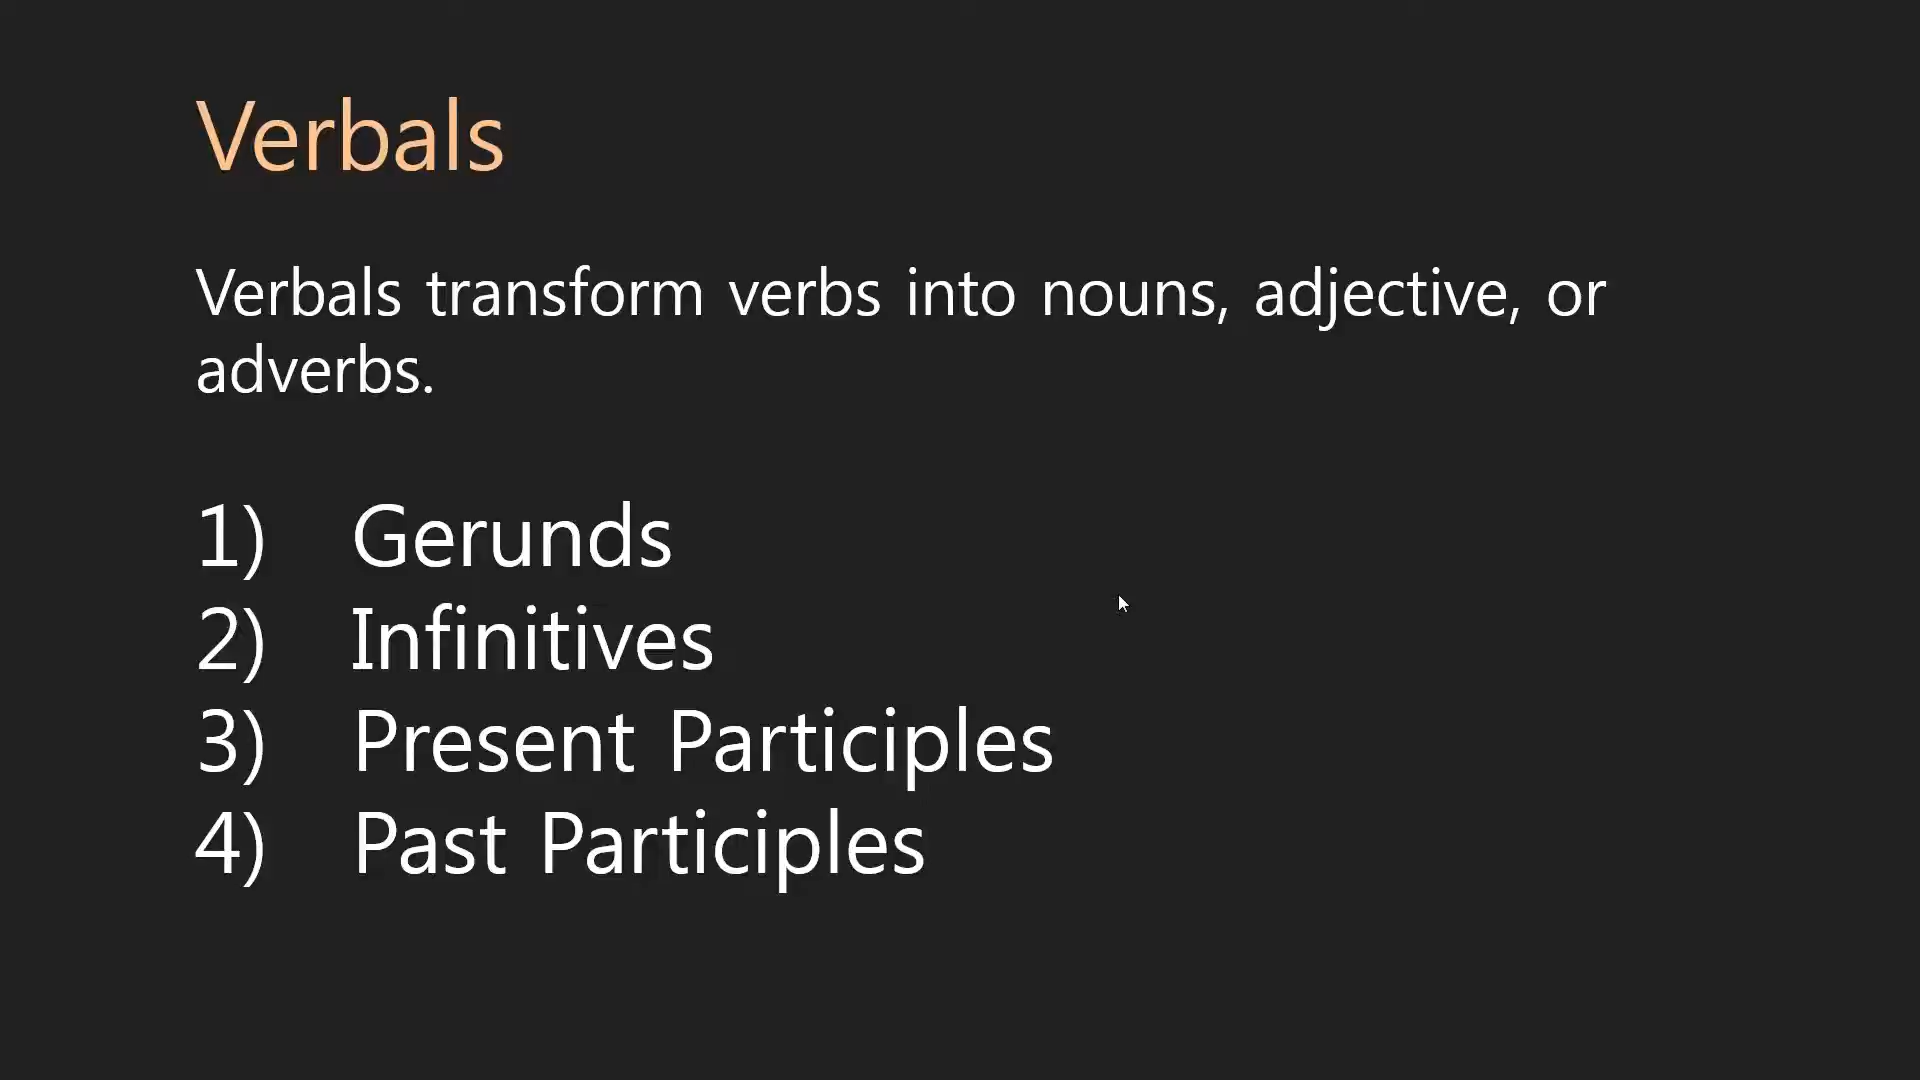 Verbals
Verbals transform verbs into nouns, adjective, or
adverbs.
1) Gerunds
2) Infinitives
3) Present Participles
4) Past Participles